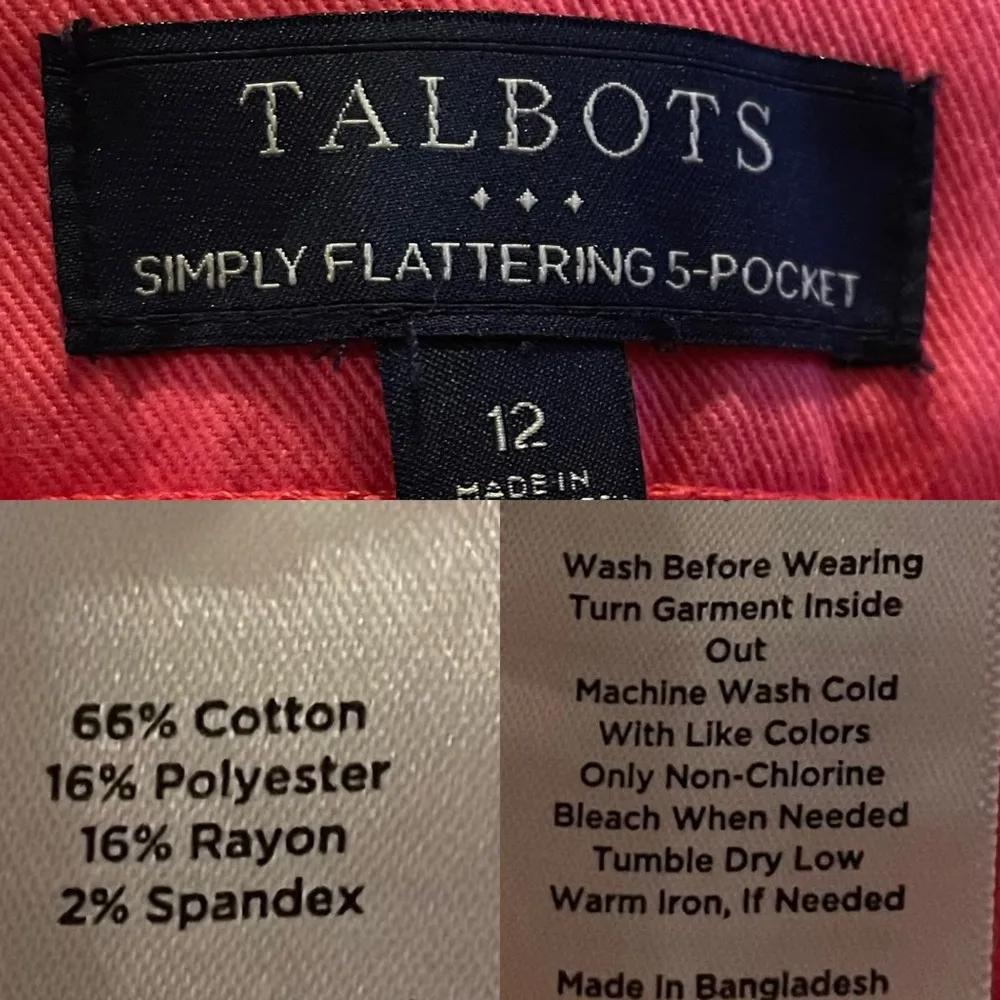 TALBOTS
SIMPLY FLATTERING 5-POCKET
12
MADE IN
66% Cotton
16% Polyester
16% Rayon
2% Spandex
Wash Before Wearing
Turn Garment Inside
Out
Machine Wash Cold
With Like Colors
Only Non-Chlorine
Bleach When Needed
Tumble Dry Low
Warm Iron, If Needed
Made In Bangladesh